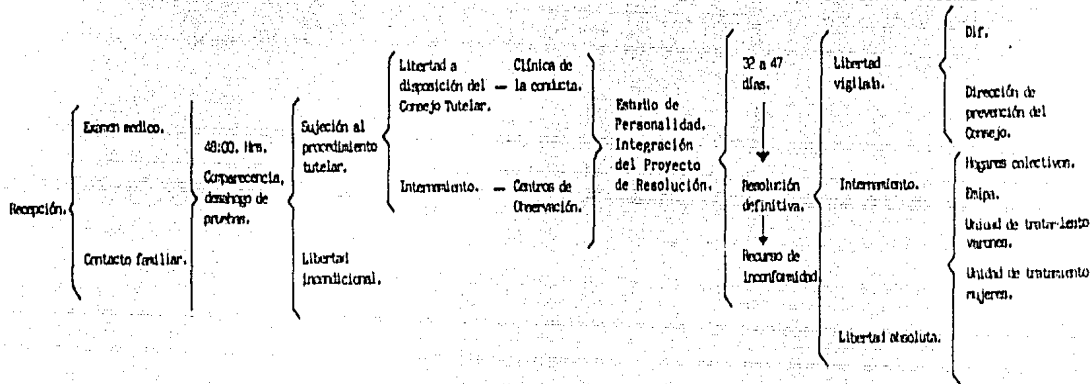 Recepción.
Examen medico.
Contacto familiar.
48:00. Hrs.
Comparecencia,
desahogo de
pruebas.
Sujeción al
procedimiento
tutelar.
Libertad
incondicional.
Libertad a
disposición del
Consejo Tutelar.
— Clínica de
la conducta.
Internamiento. — Centros de
Observación.
Estudio de
Personalidad.
Integración
del Proyecto
de Resolución.
32 a 47
días.
Resolución
definitiva.
Recurso de
inconformidad
Libertad
vigilada.
Internamiento.
Libertad absoluta.
Dif.
Dirección de
prevención del
Consejo.
Hogares colectivos.
Emipa.
Unidad de tratamiento
varones.
Unidad de tratamiento
mujeres.